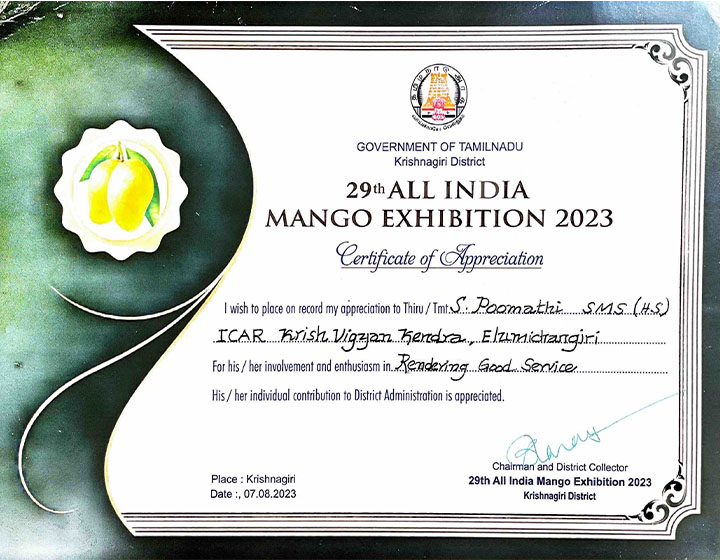 GOVERNMENT OF TAMILNADU
Krishnagiri District
29th ALL INDIA
MANGO EXHIBITION 2023
Certificate of Appreciation
I wish to place on record my appreciation to Thiru / Tmt S. Poomathi SMS (H.S)
ICAR Krish Vigyan Kendra, Elumichangiri
For his / her involvement and enthusiasm in Rendering Good Service
His / her individual contribution to District Administration is appreciated.
Chairman and District Collector
Place : Krishnagiri
29th All India Mango Exhibition 2023
Date :, 07.08.2023
Krishnagiri District